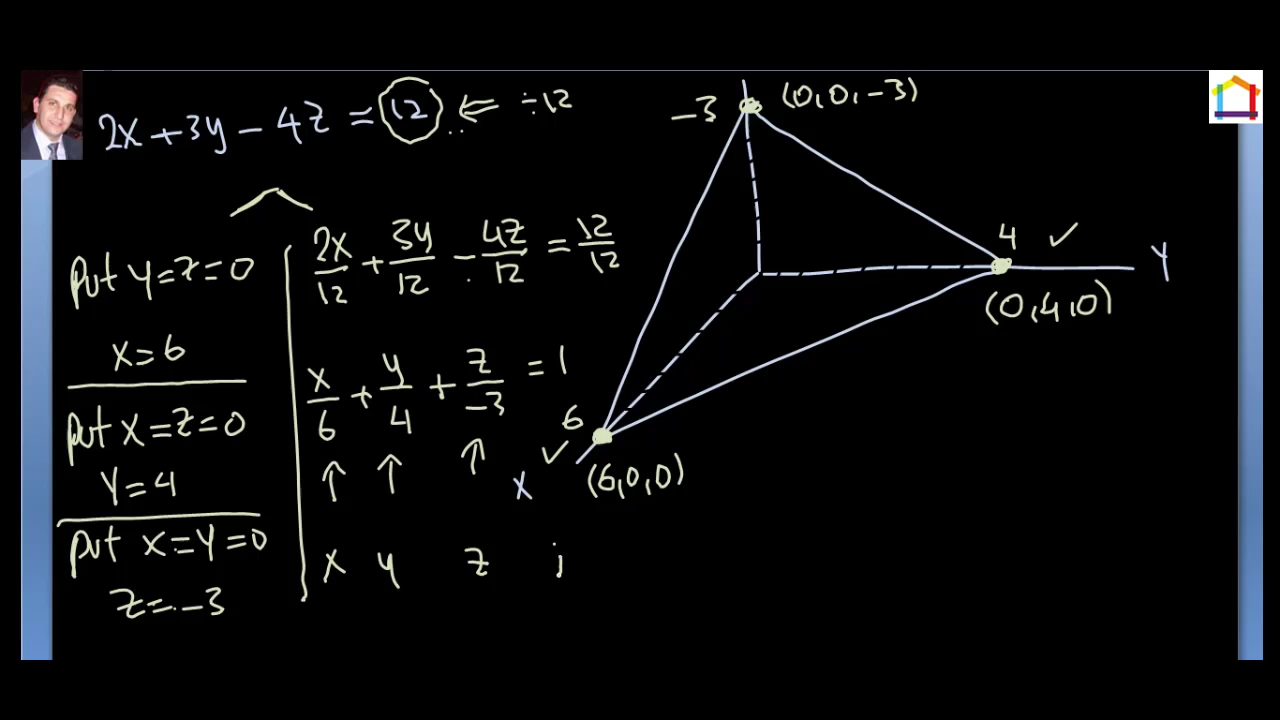 2x+3y-4z=12 ⇐ ÷12
put y=z=0
x=6
put x=z=0
y=4
put x=y=0
z=-3
2x/12+3y/12-4z/12=12/12
x/6+y/4+z/-3=1
↑ ↑ ↑
x y z i
-3 (0,0,-3)
4 ✓
y
(0,4,0)
6
✓
x (6,0,0)